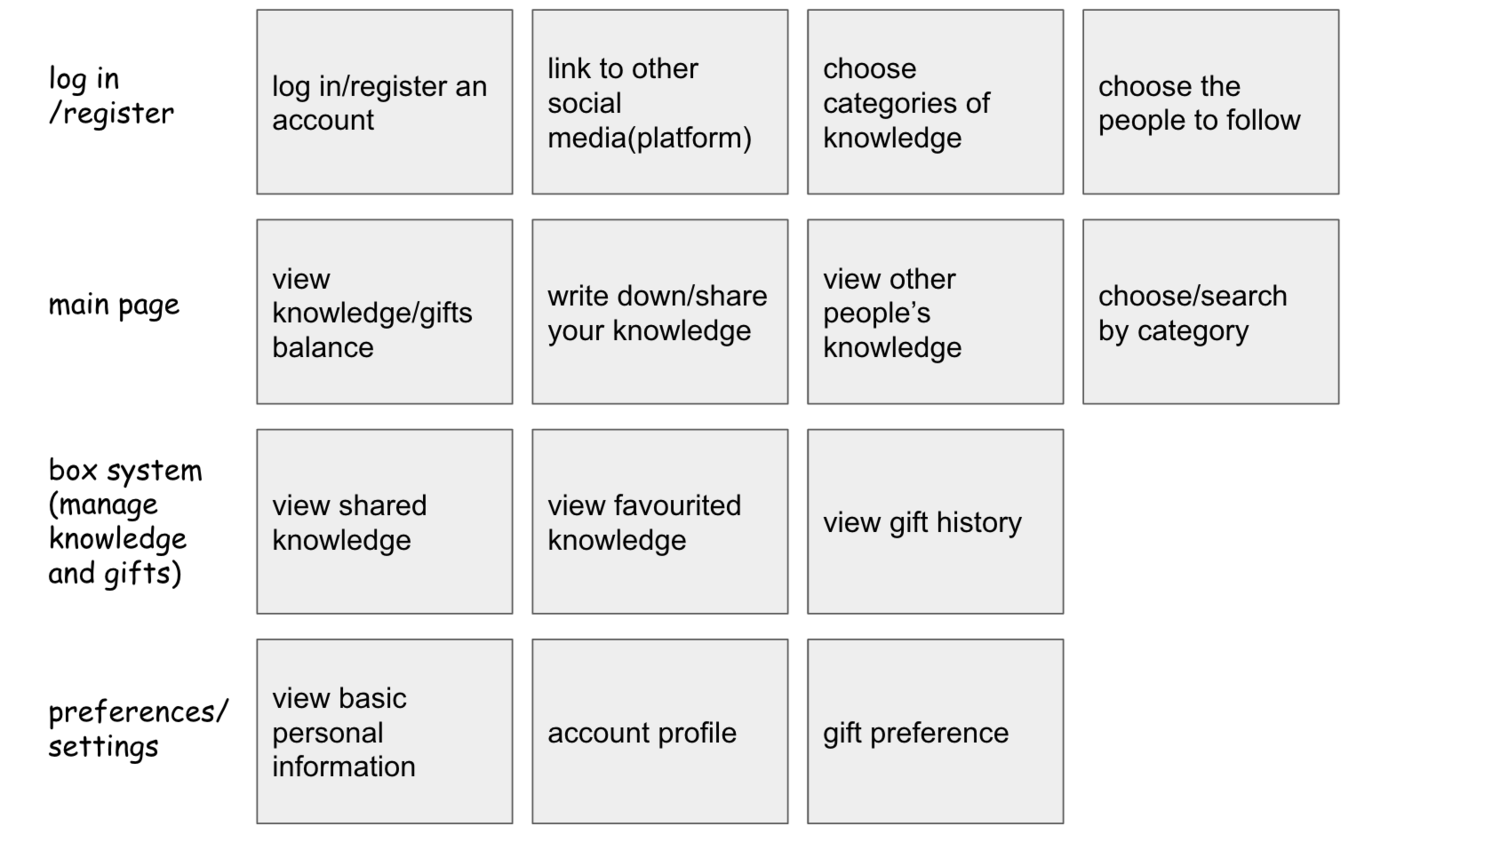 log in
/register
log in/register an
account
link to other
social
media(platform)
choose
categories of
knowledge
choose the
people to follow
main page
view
knowledge/gifts
balance
write down/share
your knowledge
view other
people’s
knowledge
choose/search
by category
box system
(manage
knowledge
and gifts)
view shared
knowledge
view favourited
knowledge
view gift history
preferences/
settings
view basic
personal
information
account profile
gift preference